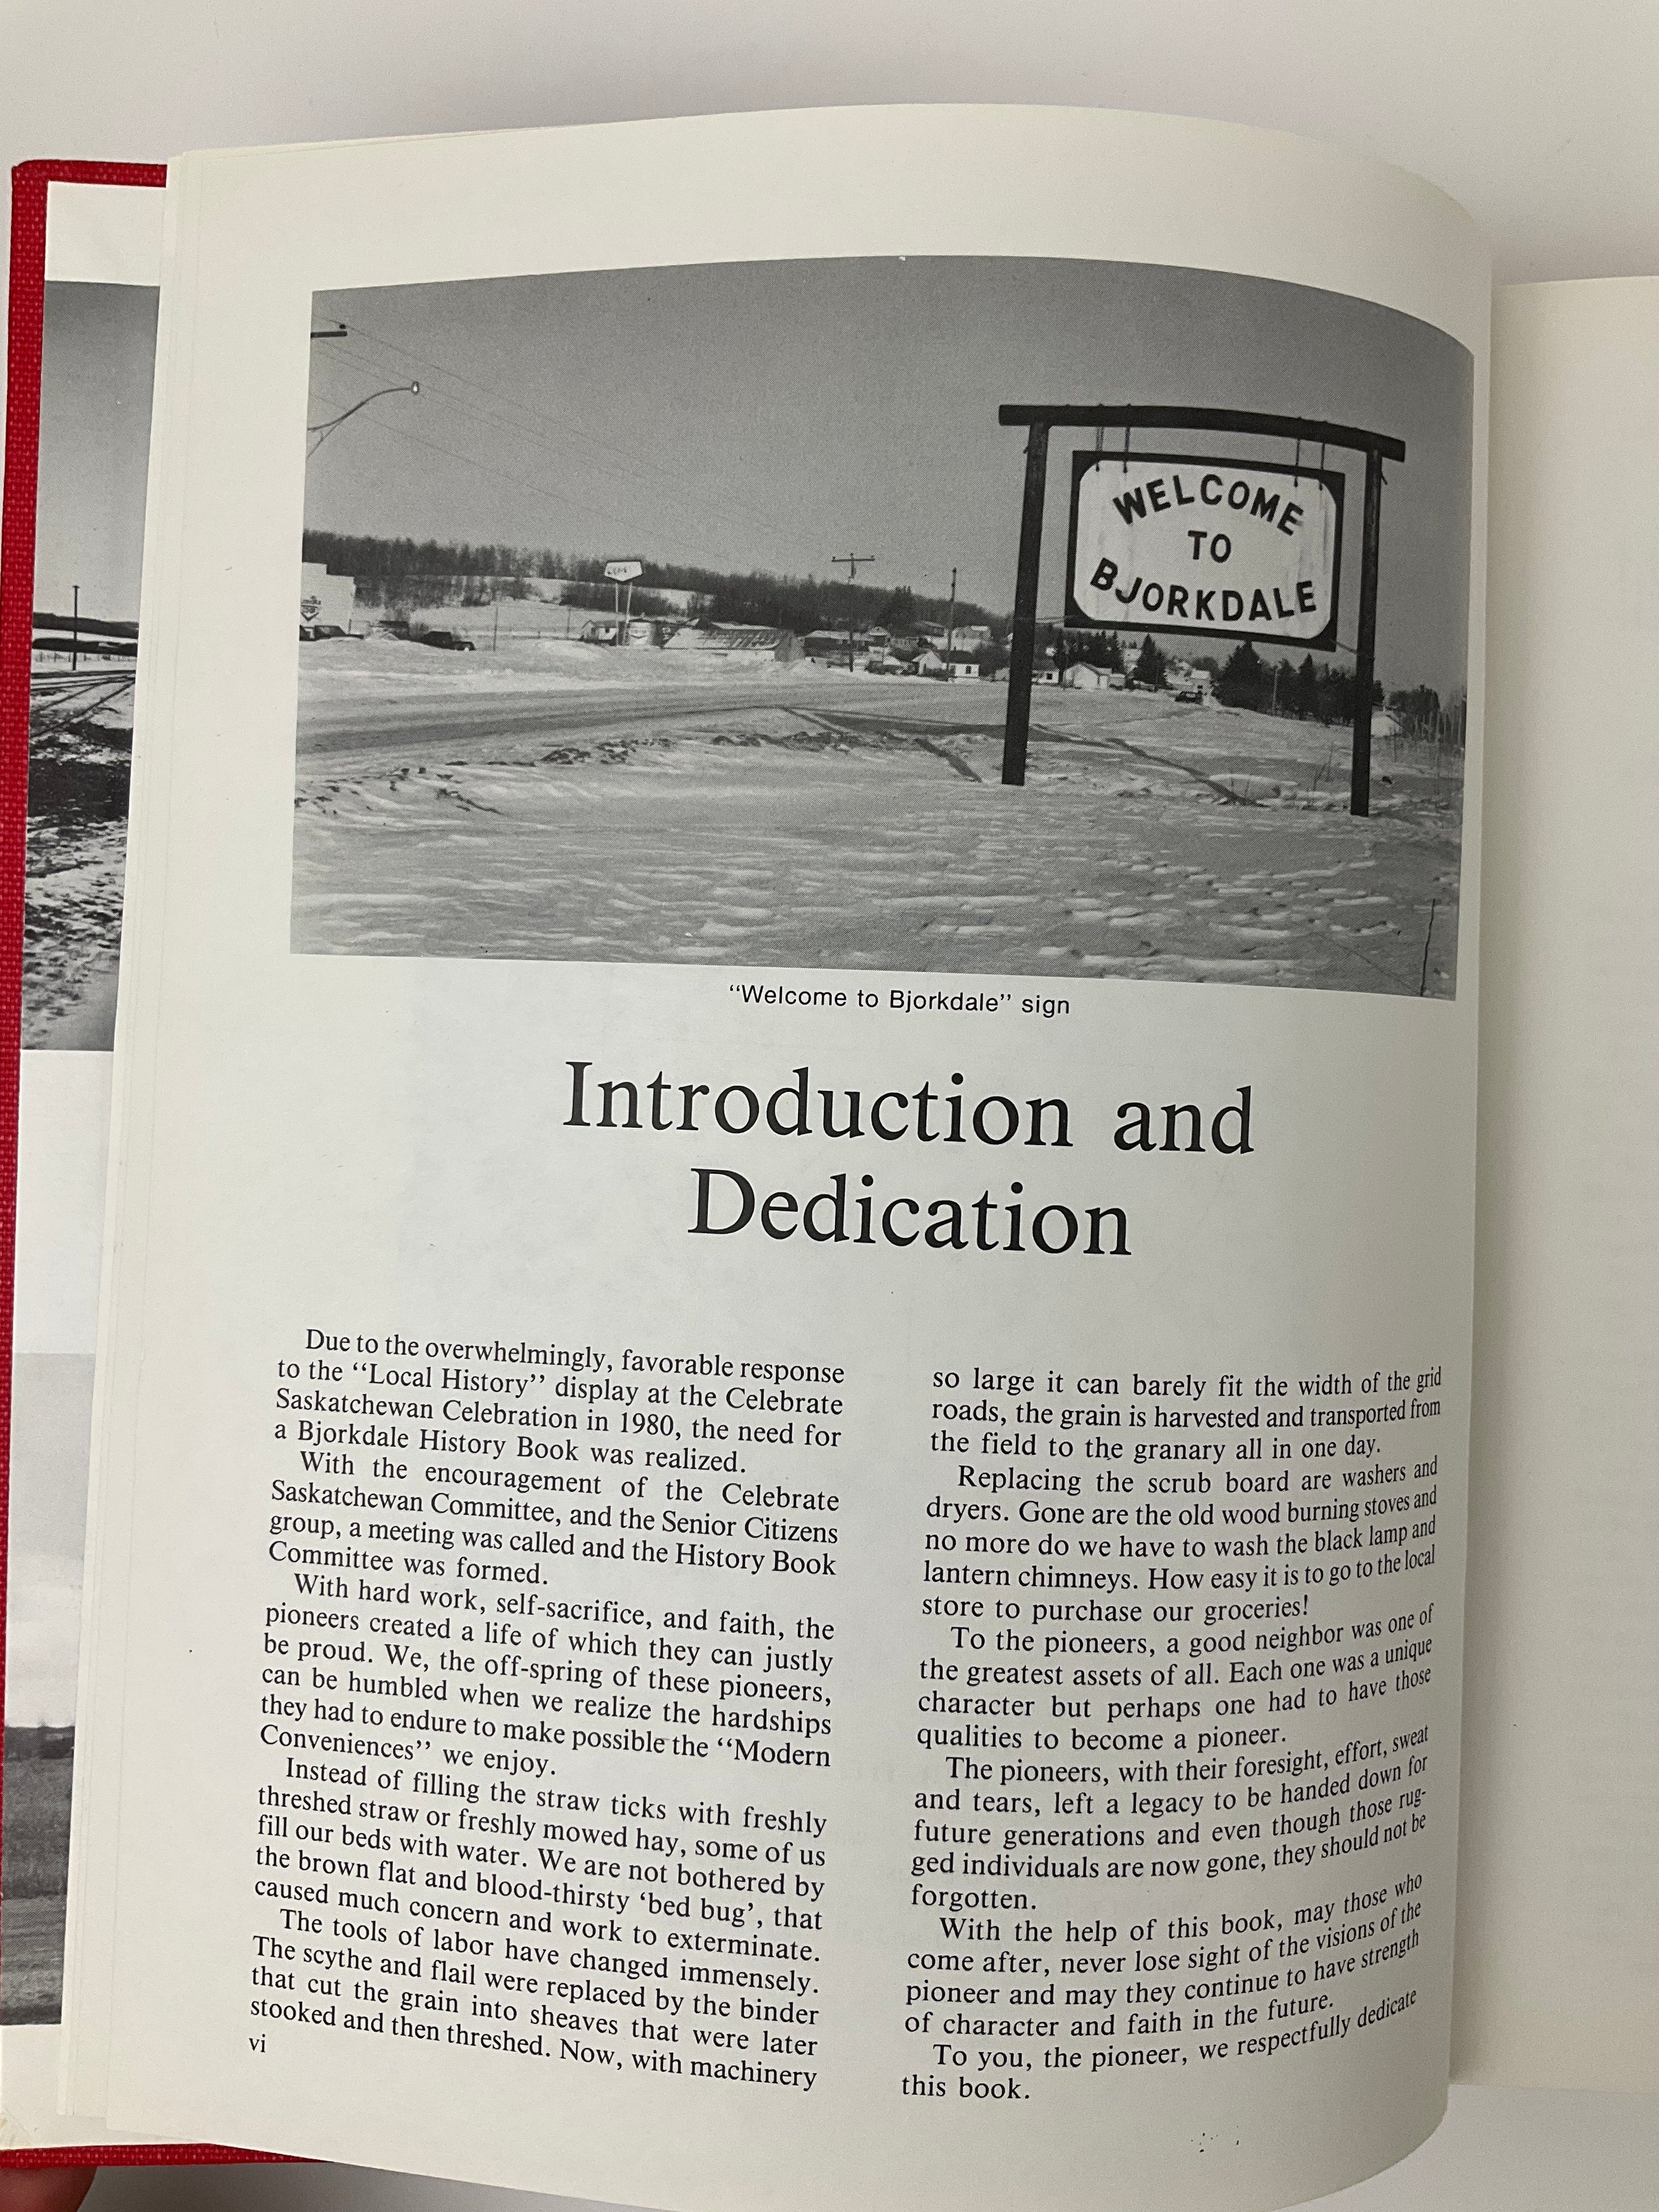 WELCOME
TO
BJORKDALE
“Welcome to Bjorkdale” sign
Introduction and
Dedication
Due to the overwhelmingly, favorable response
to the “Local History” display at the Celebrate
Saskatchewan Celebration in 1980, the need for
a Bjorkdale History Book was realized.
With the encouragement of the Celebrate
Saskatchewan Committee, and the Senior Citizens
group, a meeting was called and the History Book
Committee was formed.
With hard work, self-sacrifice, and faith, the
pioneers created a life of which they can justly
be proud. We, the off-spring of these pioneers,
can be humbled when we realize the hardships
they had to endure to make possible the “Modern
Conveniences” we enjoy.
Instead of filling the straw ticks with freshly
threshed straw or freshly mowed hay, some of us
fill our beds with water. We are not bothered by
the brown flat and blood-thirsty ‘bed bug’, that
caused much concern and work to exterminate.
The tools of labor have changed immensely.
The scythe and flail were replaced by the binder
that cut the grain into sheaves that were later
stooked and then threshed. Now, with machinery
vi
so large it can barely fit the width of the grid
roads, the grain is harvested and transported from
the field to the granary all in one day.
Replacing the scrub board are washers and
dryers. Gone are the old wood burning stoves and
no more do we have to wash the black lamp and
lantern chimneys. How easy it is to go to the local
store to purchase our groceries!
To the pioneers, a good neighbor was one of
the greatest assets of all. Each one was a unique
character but perhaps one had to have those
qualities to become a pioneer.
The pioneers, with their foresight, effort, sweat
and tears, left a legacy to be handed down for
future generations and even though those rug-
ged individuals are now gone, they should not be
forgotten.
With the help of this book, may those who
come after, never lose sight of the visions of the
pioneer and may they continue to have strength
of character and faith in the future.
To you, the pioneer, we respectfully dedicate
this book.